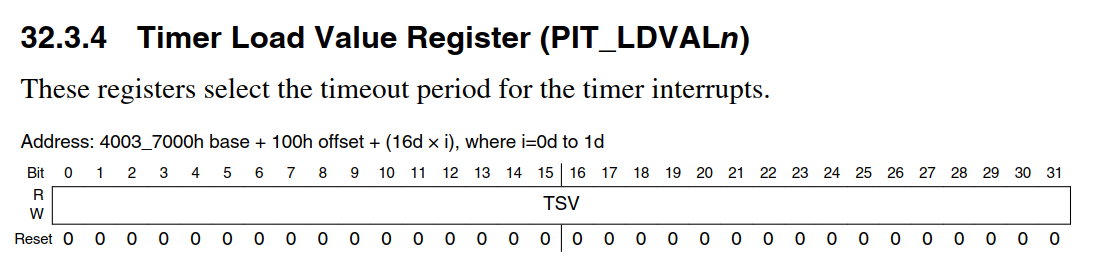 32.3.4 Timer Load Value Register (PIT_LDVALn)
These registers select the timeout period for the timer interrupts.
Address: 4003_7000h base + 100h offset + (16d × i), where i=0d to 1d
Bit 0 1 2 3 4 5 6 7 8 9 10 11 12 13 14 15 16 17 18 19 20 21 22 23 24 25 26 27 28 29 30 31
R
TSV
W
Reset 0 0 0 0 0 0 0 0 0 0 0 0 0 0 0 0 0 0 0 0 0 0 0 0 0 0 0 0 0 0 0 0